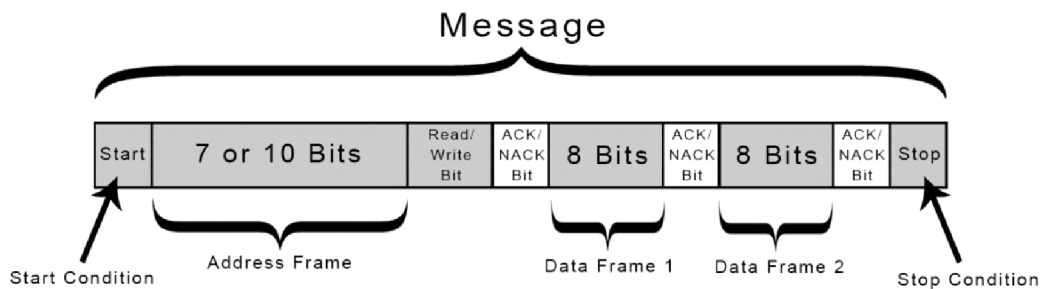 Message
Start
7 or 10 Bits
Read/
Write
Bit
ACK/
NACK
Bit
8 Bits
ACK/
NACK
Bit
8 Bits
ACK/
NACK
Bit
Stop
Start Condition
Address Frame
Data Frame 1
Data Frame 2
Stop Condition